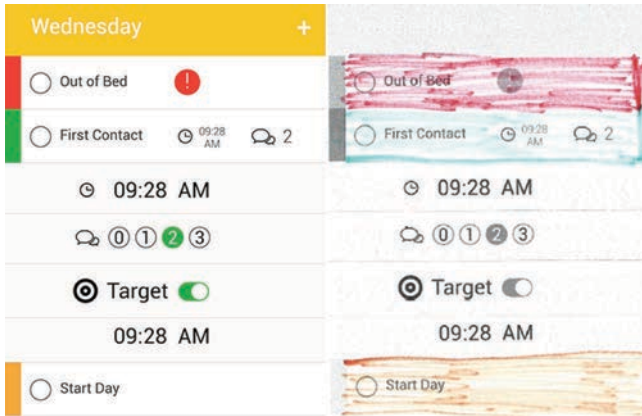 Wednesday +
Out of Bed !
First Contact 09:28 AM 2
09:28 AM
0 1 2 3
Target
09:28 AM
Start Day
Out of Bed
First Contact 09:28 AM 2
09:28 AM
0 1 2 3
Target
09:28 AM
Start Day